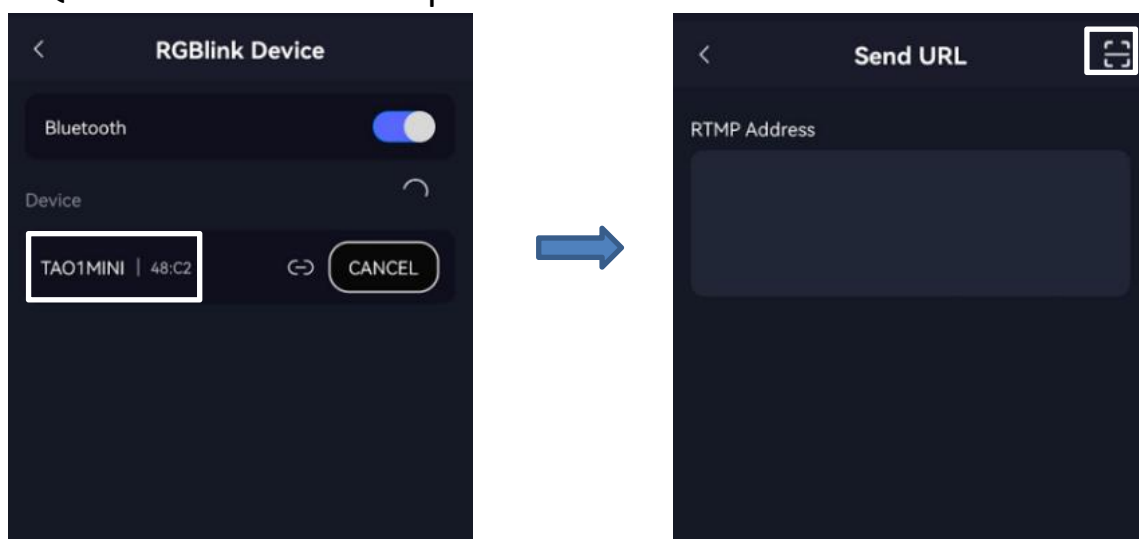 RGBlink Device
Bluetooth
Device
TAO1MINI | 48:C2
CANCEL
Send URL
RTMP Address